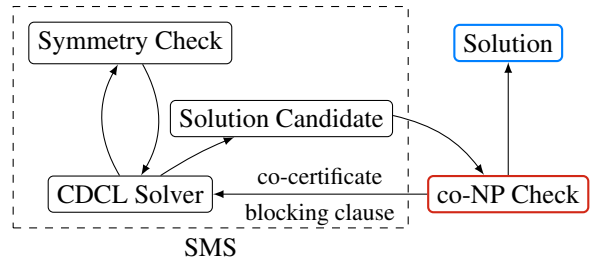 Symmetry Check
Solution
Solution Candidate
co-certificate
CDCL Solver
co-NP Check
blocking clause
SMS